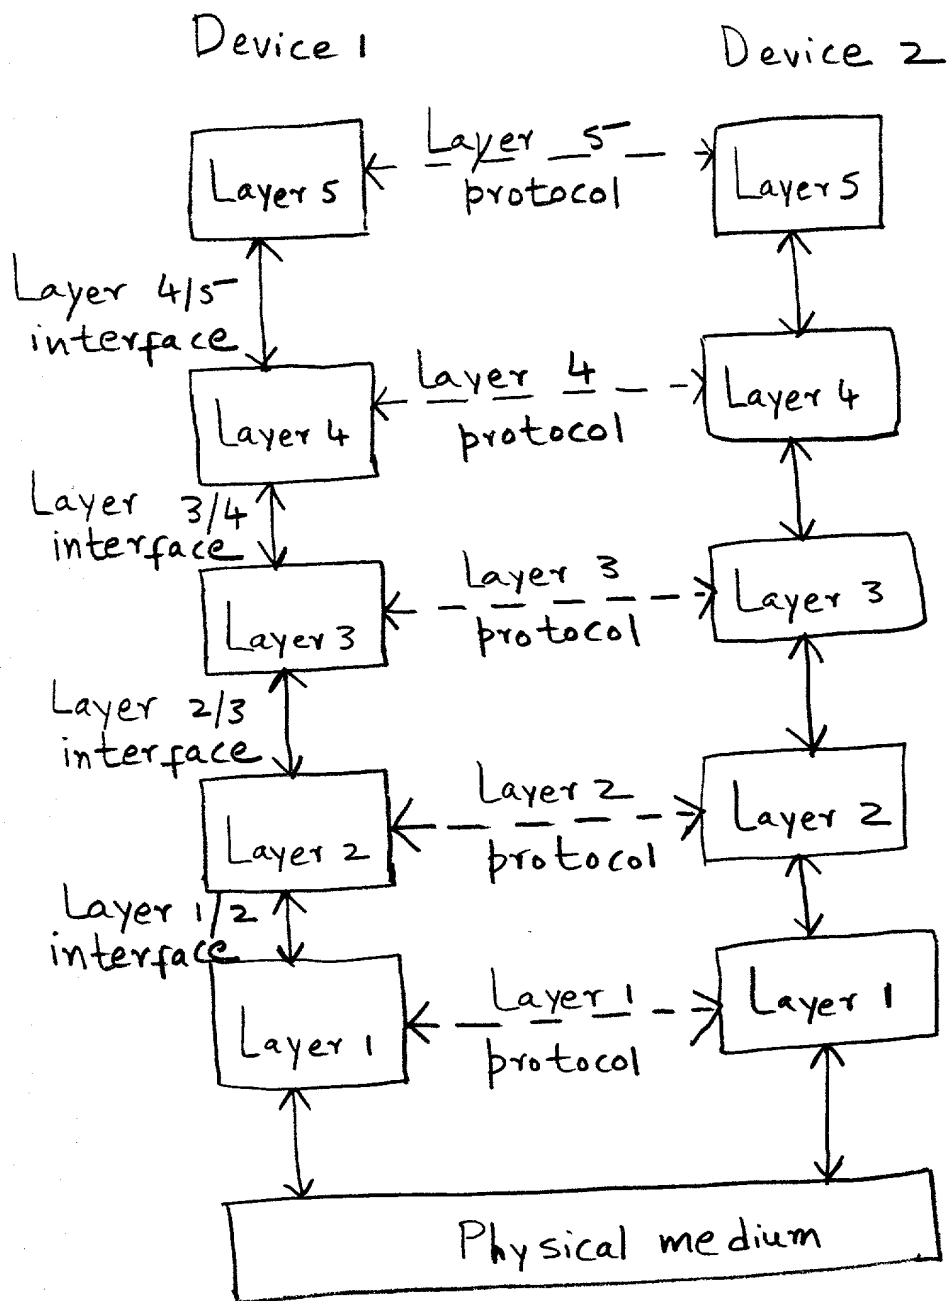 Device 1
Device 2
Layer 5
protocol
Layer 5
Layer 5
Layer 4/5
interface
Layer 4
protocol
Layer 4
Layer 4
Layer 3/4
interface
Layer 3
protocol
Layer 3
Layer 3
Layer 2/3
interface
Layer 2
protocol
Layer 2
Layer 2
Layer 1/2
interface
Layer 1
protocol
Layer 1
Layer 1
Physical medium